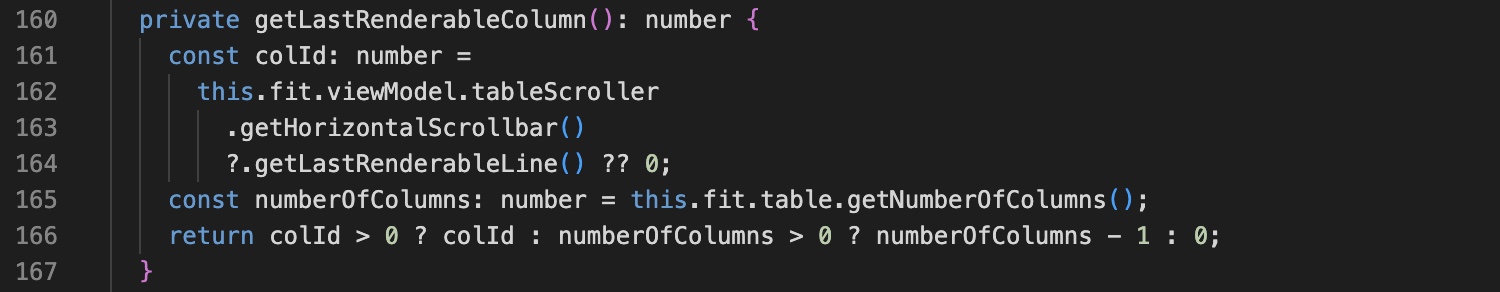 160 private getLastRenderableColumn(): number {
161 const colId: number =
162 this.fit.viewModel.tableScroller
163 .getHorizontalScrollbar()
164 ?.getLastRenderableLine() ?? 0;
165 const numberOfColumns: number = this.fit.table.getNumberOfColumns();
166 return colId > 0 ? colId : numberOfColumns > 0 ? numberOfColumns - 1 : 0;
167 }